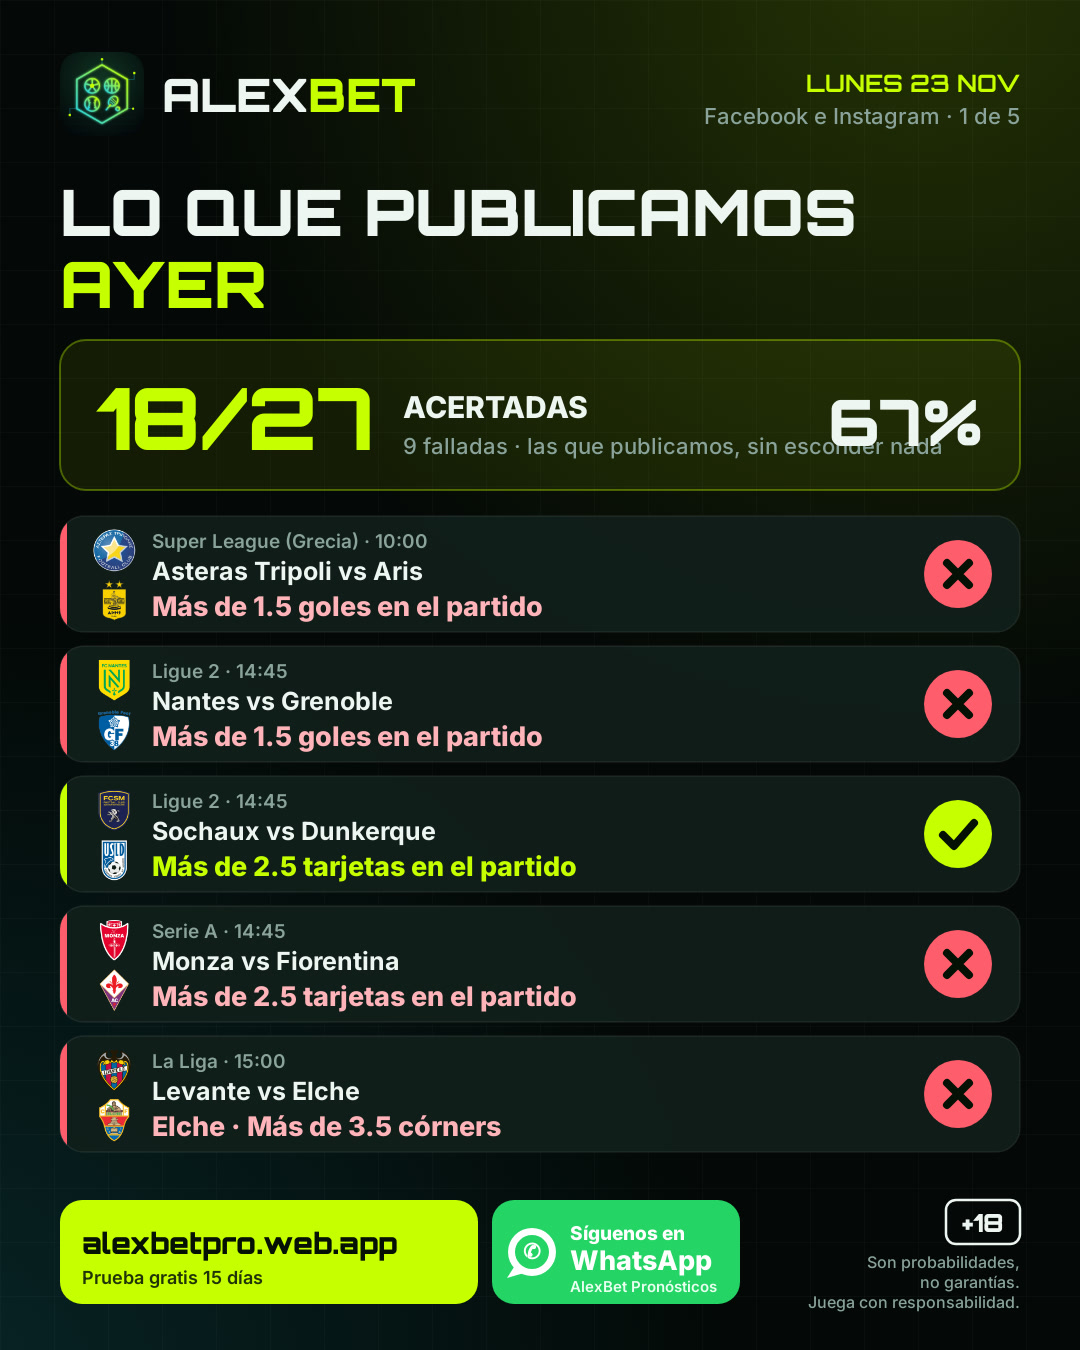 ALEXBET
LUNES 23 NOV
Facebook e Instagram · 1 de 5
LO QUE PUBLICAMOS
AYER
18/27
ACERTADAS
9 falladas · las que publicamos, sin esconder nada
67%
Super League (Grecia) · 10:00
Asteras Tripoli vs Aris
Más de 1.5 goles en el partido
Ligue 2 · 14:45
Nantes vs Grenoble
Más de 1.5 goles en el partido
Ligue 2 · 14:45
Sochaux vs Dunkerque
Más de 2.5 tarjetas en el partido
Serie A · 14:45
Monza vs Fiorentina
Más de 2.5 tarjetas en el partido
La Liga · 15:00
Levante vs Elche
Elche · Más de 3.5 córners
alexbetpro.web.app
Prueba gratis 15 días
Síguenos en
WhatsApp
AlexBet Pronósticos
+18
Son probabilidades,
no garantías.
Juega con responsabilidad.